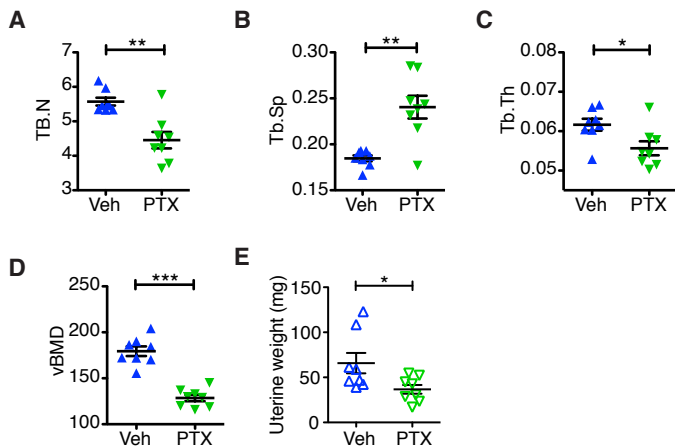 A
TB.N
**
7
6
5
4
3
Veh
PTX
B
Tb.Sp
**
0.30
0.25
0.20
0.15
Veh
PTX
C
Tb.Th
*
0.08
0.07
0.06
0.05
Veh
PTX
D
vBMD
***
250
200
150
100
Veh
PTX
E
Uterine weight (mg)
*
150
100
50
0
Veh
PTX